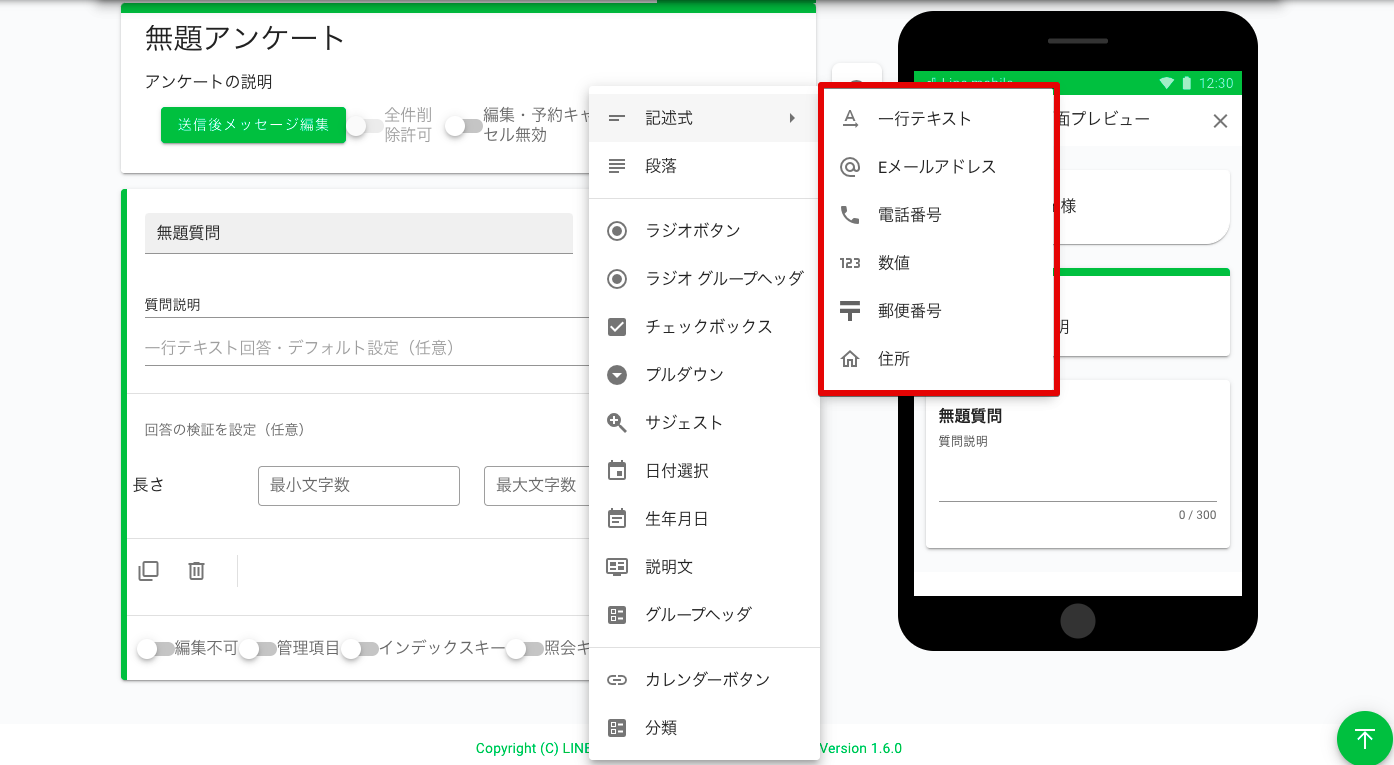 無題アンケート
アンケートの説明
送信後メッセージ編集
全件削
除許可
編集・予約キャ
セル無効
無題質問
質問説明
一行テキスト回答・デフォルト設定（任意）
回答の検証を設定（任意）
長さ
最小文字数
最大文字数
編集不可
管理項目
インデックスキー
照会キ
記述式
段落
ラジオボタン
ラジオ グループヘッダ
チェックボックス
プルダウン
サジェスト
日付選択
生年月日
説明文
グループヘッダ
カレンダーボタン
分類
一行テキスト
Eメールアドレス
電話番号
123
数値
郵便番号
住所
12:30
面プレビュー
様
明
無題質問
質問説明
0 / 300
Copyright (C) LINE
Version 1.6.0